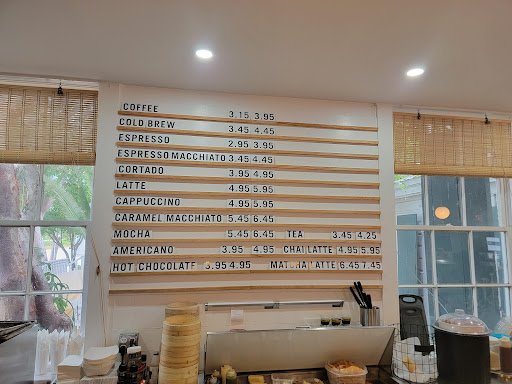 COFFEE 3.15 3.95
COLD BREW 3.45 4.45
ESPRESSO 2.95 3.95
ESPRESSO MACCHIATO 3.45 4.45
CORTADO 3.95 4.95
LATTE 4.95 5.95
CAPPUCCINO 4.95 5.95
CARAMEL MACCHIATO 5.45 6.45
MOCHA 5.45 6.45 TEA 3.45 4.25
AMERICANO 3.95 4.95 CHAI LATTE 4.95 5.95
HOT CHOCOLATE 3.95 4.95 MATCHA LATTE 6.45 7.45